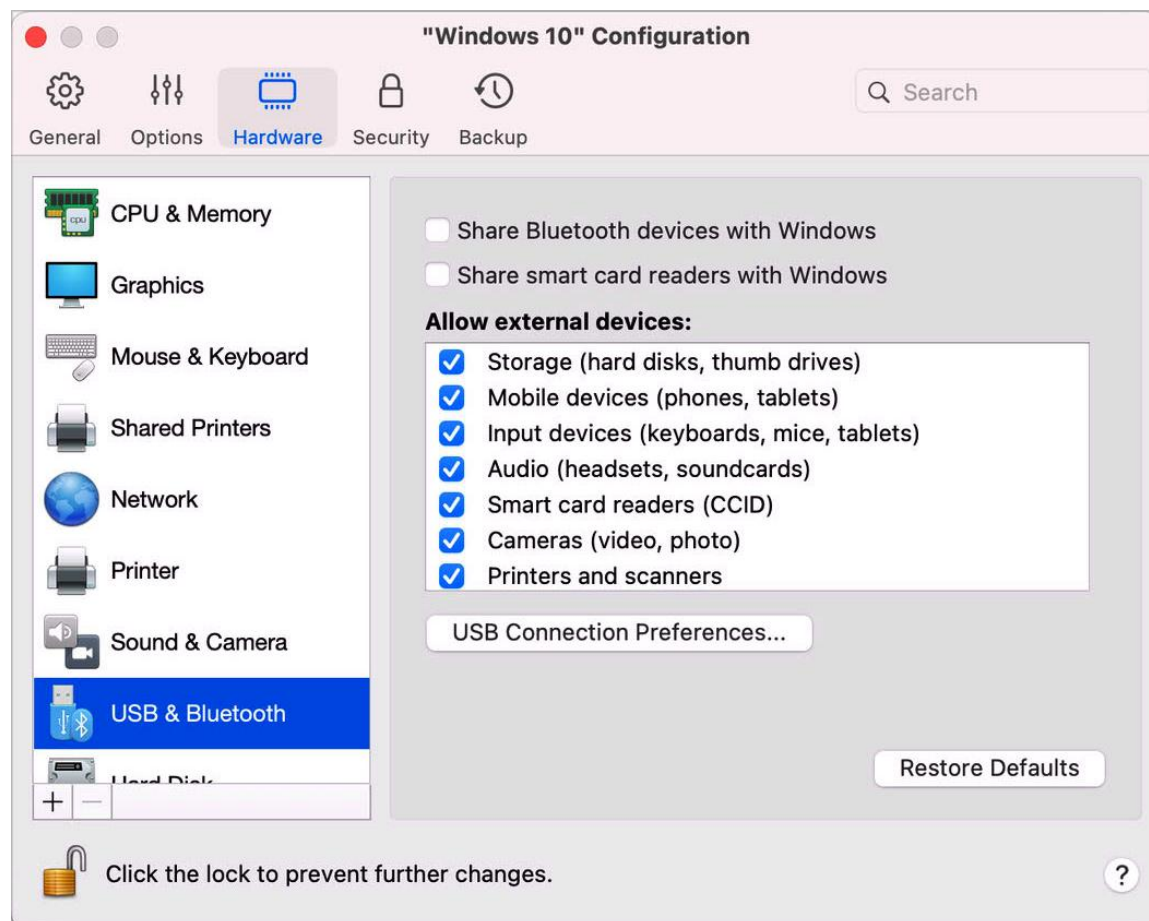 "Windows 10" Configuration
General
Options
Hardware
Security
Backup
Search
CPU & Memory
cpu
Graphics
Mouse & Keyboard
Shared Printers
Network
Printer
Sound & Camera
USB & Bluetooth
Hard Disk
Share Bluetooth devices with Windows
Share smart card readers with Windows
Allow external devices:
Storage (hard disks, thumb drives)
Mobile devices (phones, tablets)
Input devices (keyboards, mice, tablets)
Audio (headsets, soundcards)
Smart card readers (CCID)
Cameras (video, photo)
Printers and scanners
USB Connection Preferences...
Restore Defaults
Click the lock to prevent further changes.
?